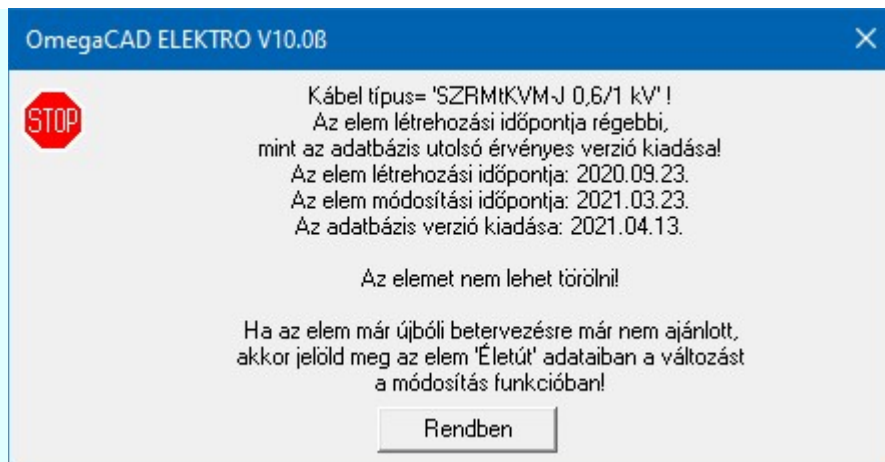 OmegaCAD ELEKTRO V10.0ß
STOP
Kábel típus= 'SZRMtKVM-J 0,6/1 kV' !
Az elem létrehozási időpontja régebbi,
mint az adatbázis utolsó érvényes verzió kiadása!
Az elem létrehozási időpontja: 2020.09.23.
Az elem módosítási időpontja: 2021.03.23.
Az adatbázis verzió kiadása: 2021.04.13.
Az elemet nem lehet törölni!
Ha az elem már újbóli betervezésre már nem ajánlott,
akkor jelöld meg az elem 'Életút' adataiban a változást
a módosítás funkcióban!
Rendben